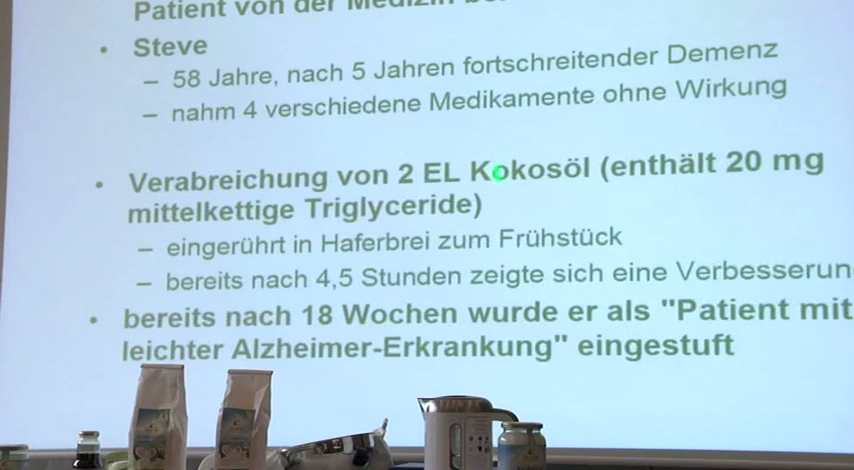 Patient von der Medizin
• Steve
– 58 Jahre, nach 5 Jahren fortschreitender Demenz
– nahm 4 verschiedene Medikamente ohne Wirkung
• Verabreichung von 2 EL Kokosöl (enthält 20 mg
mittelkettige Triglyceride)
– eingerührt in Haferbrei zum Frühstück
– bereits nach 4,5 Stunden zeigte sich eine Verbesserun
• bereits nach 18 Wochen wurde er als "Patient mit
leichter Alzheimer-Erkrankung" eingestuft